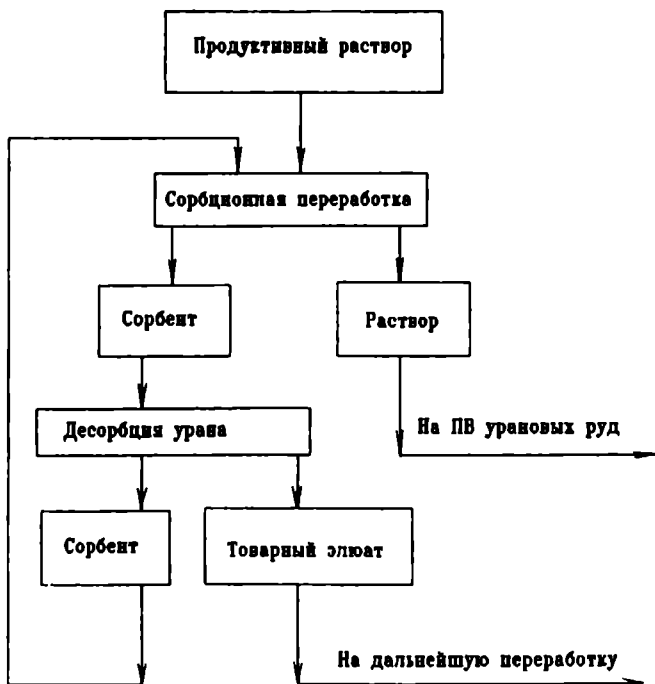 Продуктивный раствор
Сорбционная переработка
Сорбент
Раствор
Десорбция урана
На ПВ урановых руд
Сорбент
Товарный элюат
На дальнейшую переработку